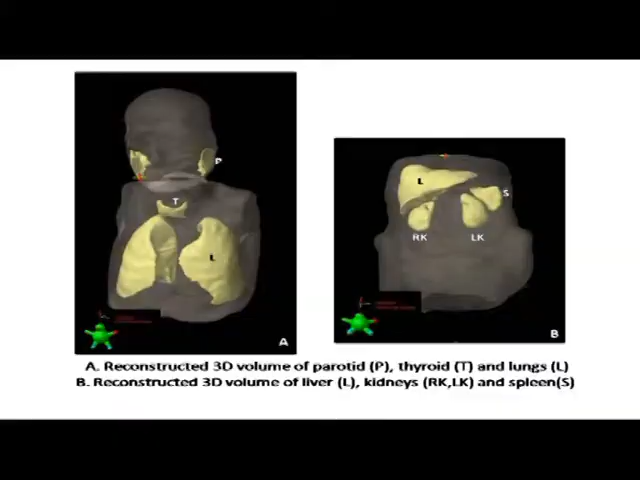 P
T
L
A
L
S
RK LK
B
A. Reconstructed 3D volume of parotid (P), thyroid (T) and lungs (L)
B. Reconstructed 3D volume of liver (L), kidneys (RK,LK) and spleen(S)